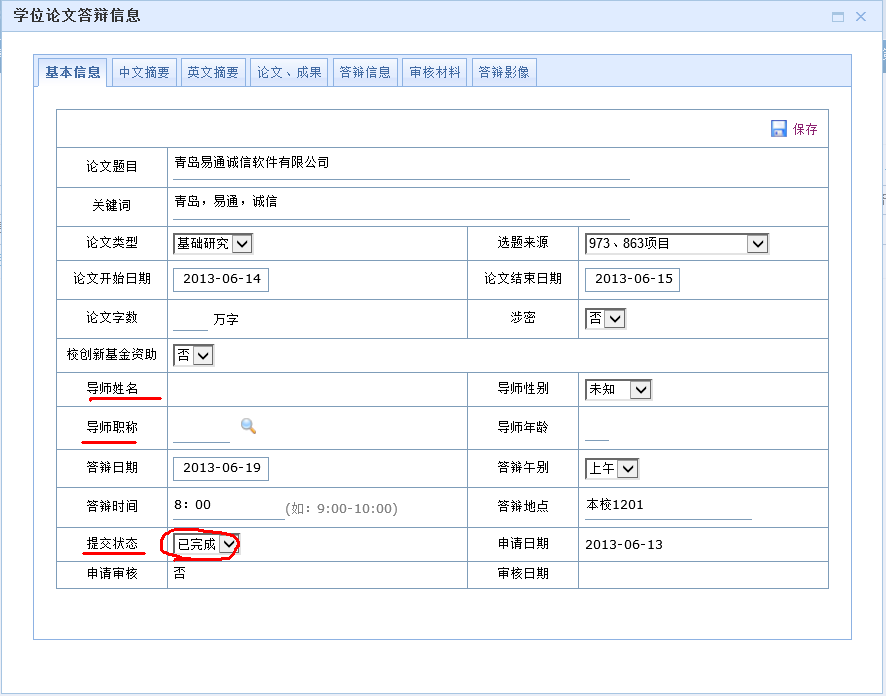 学位论文答辩信息
基本信息 中文摘要 英文摘要 论文、成果 答辩信息 审核材料 答辩影像
保存
论文题目 青岛易通诚信软件有限公司
关键词 青岛，易通，诚信
论文类型 基础研究 选题来源 973、863项目
论文开始日期 2013-06-14 论文结束日期 2013-06-15
论文字数 万字 涉密 否
校创新基金资助 否
导师姓名 导师性别 未知
导师职称 导师年龄
答辩日期 2013-06-19 答辩午别 上午
答辩时间 8：00 (如：9:00-10:00) 答辩地点 本校1201
提交状态 已完成 申请日期 2013-06-13
申请审核 否 审核日期